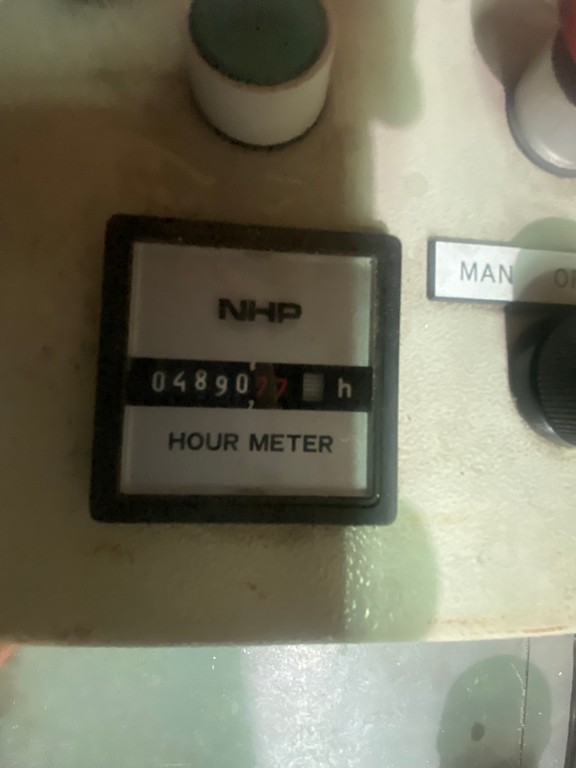 NHP
0489077 h
HOUR METER
MAN